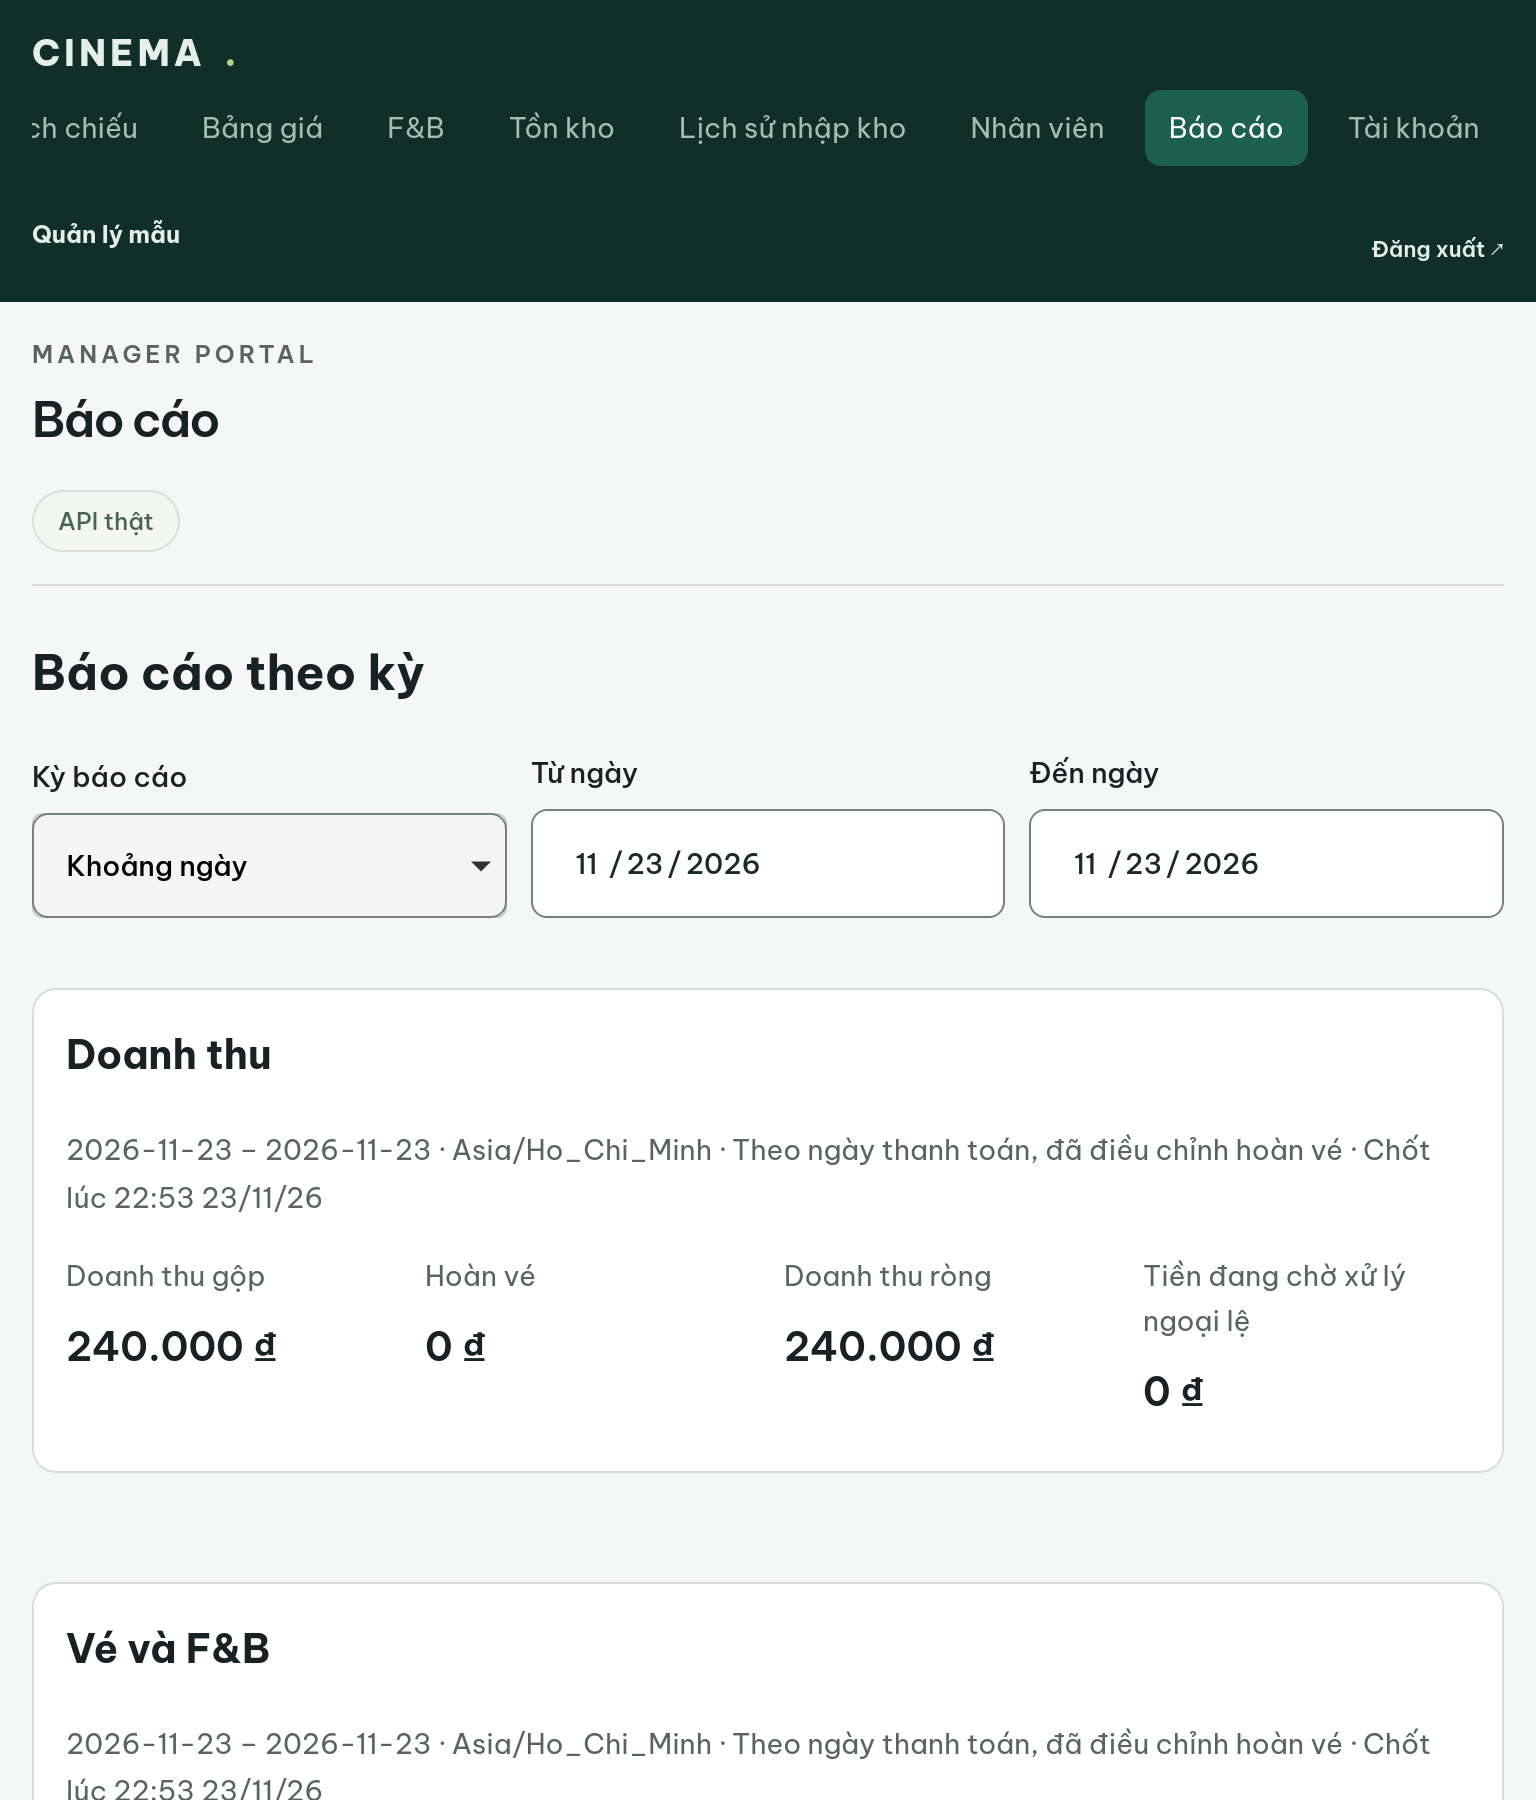 CINEMA .
ch chiếu Bảng giá F&B Tồn kho Lịch sử nhập kho Nhân viên Báo cáo Tài khoản
Quản lý mẫu
Đăng xuất ↗
MANAGER PORTAL
Báo cáo
API thật
Báo cáo theo kỳ
Kỳ báo cáo Từ ngày Đến ngày
Khoảng ngày 11 / 23 / 2026 11 / 23 / 2026
Doanh thu
2026-11-23 – 2026-11-23 · Asia/Ho_Chi_Minh · Theo ngày thanh toán, đã điều chỉnh hoàn vé · Chốt
lúc 22:53 23/11/26
Doanh thu gộp Hoàn vé Doanh thu ròng Tiền đang chờ xử lý
ngoại lệ
240.000 ₫ 0 ₫ 240.000 ₫
0 ₫
Vé và F&B
2026-11-23 – 2026-11-23 · Asia/Ho_Chi_Minh · Theo ngày thanh toán, đã điều chỉnh hoàn vé · Chốt
lúc 22:53 23/11/26